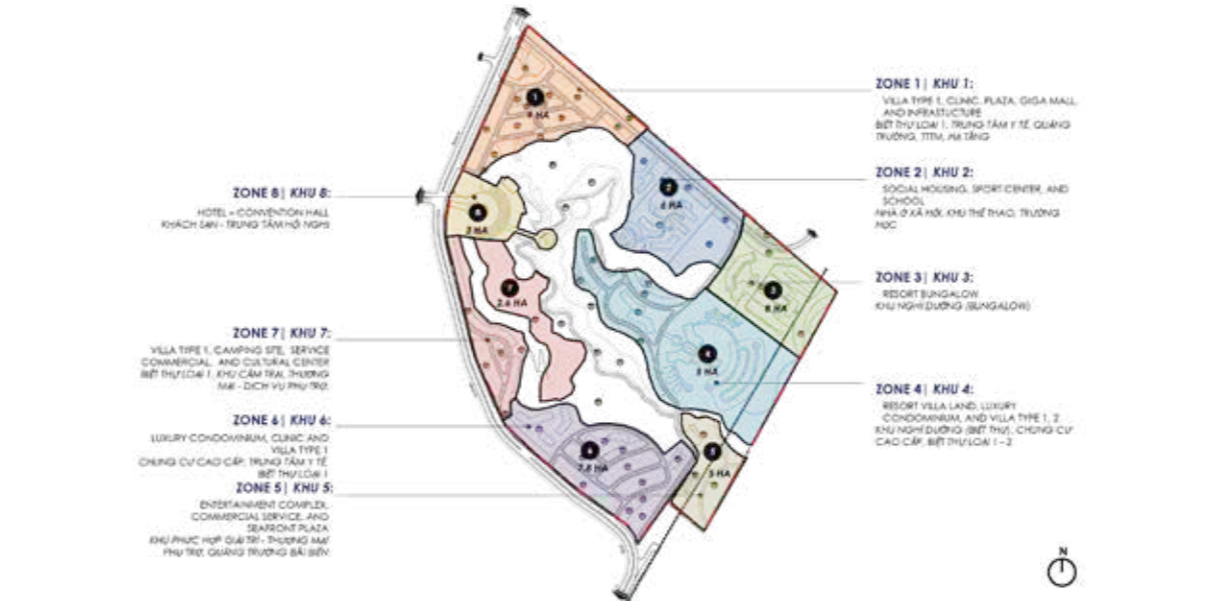 ZONE 1| KHU 1:
VILLA TYPE 1, CLINIC, PLAZA, GIGA MALL,
AND INFRASTUCTURE
BIỆT THỰ LOẠI 1, TRUNG TÂM Y TẾ, QUẢNG
TRƯỜNG, TTTM, HẠ TẦNG
ZONE 2| KHU 2:
SOCIAL HOUSING, SPORT CENTER, AND
SCHOOL
NHÀ Ở XÃ HỘI, KHU THỂ THAO, TRƯỜNG
HỌC
ZONE 3| KHU 3:
RESORT BUNGALOW
KHU NGHỈ DƯỠNG (BUNGALOW)
ZONE 4| KHU 4:
RESORT VILLA LAND, LUXURY
CONDOMINIUM, AND VILLA TYPE 1, 2
KHU NGHỈ DƯỠNG (BIỆT THỰ), CHUNG CƯ
CAO CẤP, BIỆT THỰ LOẠI 1 - 2
ZONE 8| KHU 8:
HOTEL – CONVENTION HALL
KHÁCH SẠN - TRUNG TÂM HỘI NGHỊ
ZONE 7| KHU 7:
VILLA TYPE 1, CAMPING SITE, SERVICE
COMMERCIAL, AND CULTURAL CENTER
BIỆT THỰ LOẠI 1, KHU CẮM TRẠI, THƯƠNG
MẠI - DỊCH VỤ PHỤ TRỢ,
ZONE 6| KHU 6:
LUXURY CONDOMINIUM, CLINIC AND
VILLA TYPE 1
CHUNG CƯ CAO CẤP, TRUNG TÂM Y TẾ
BIỆT THỰ LOẠI 1
ZONE 5| KHU 5:
ENTERTAINMENT COMPLEX,
COMMERCIAL SERVICE, AND
SEAFRONT PLAZA
KHU PHỨC HỢP GIẢI TRÍ - THƯƠNG MẠI
PHỤ TRỢ, QUẢNG TRƯỜNG BÃI BIỂN
1
HA
2
6 HA
3
HA
4
HA
5
5 HA
6
7.8 HA
7
2.6 HA
8
HA
N